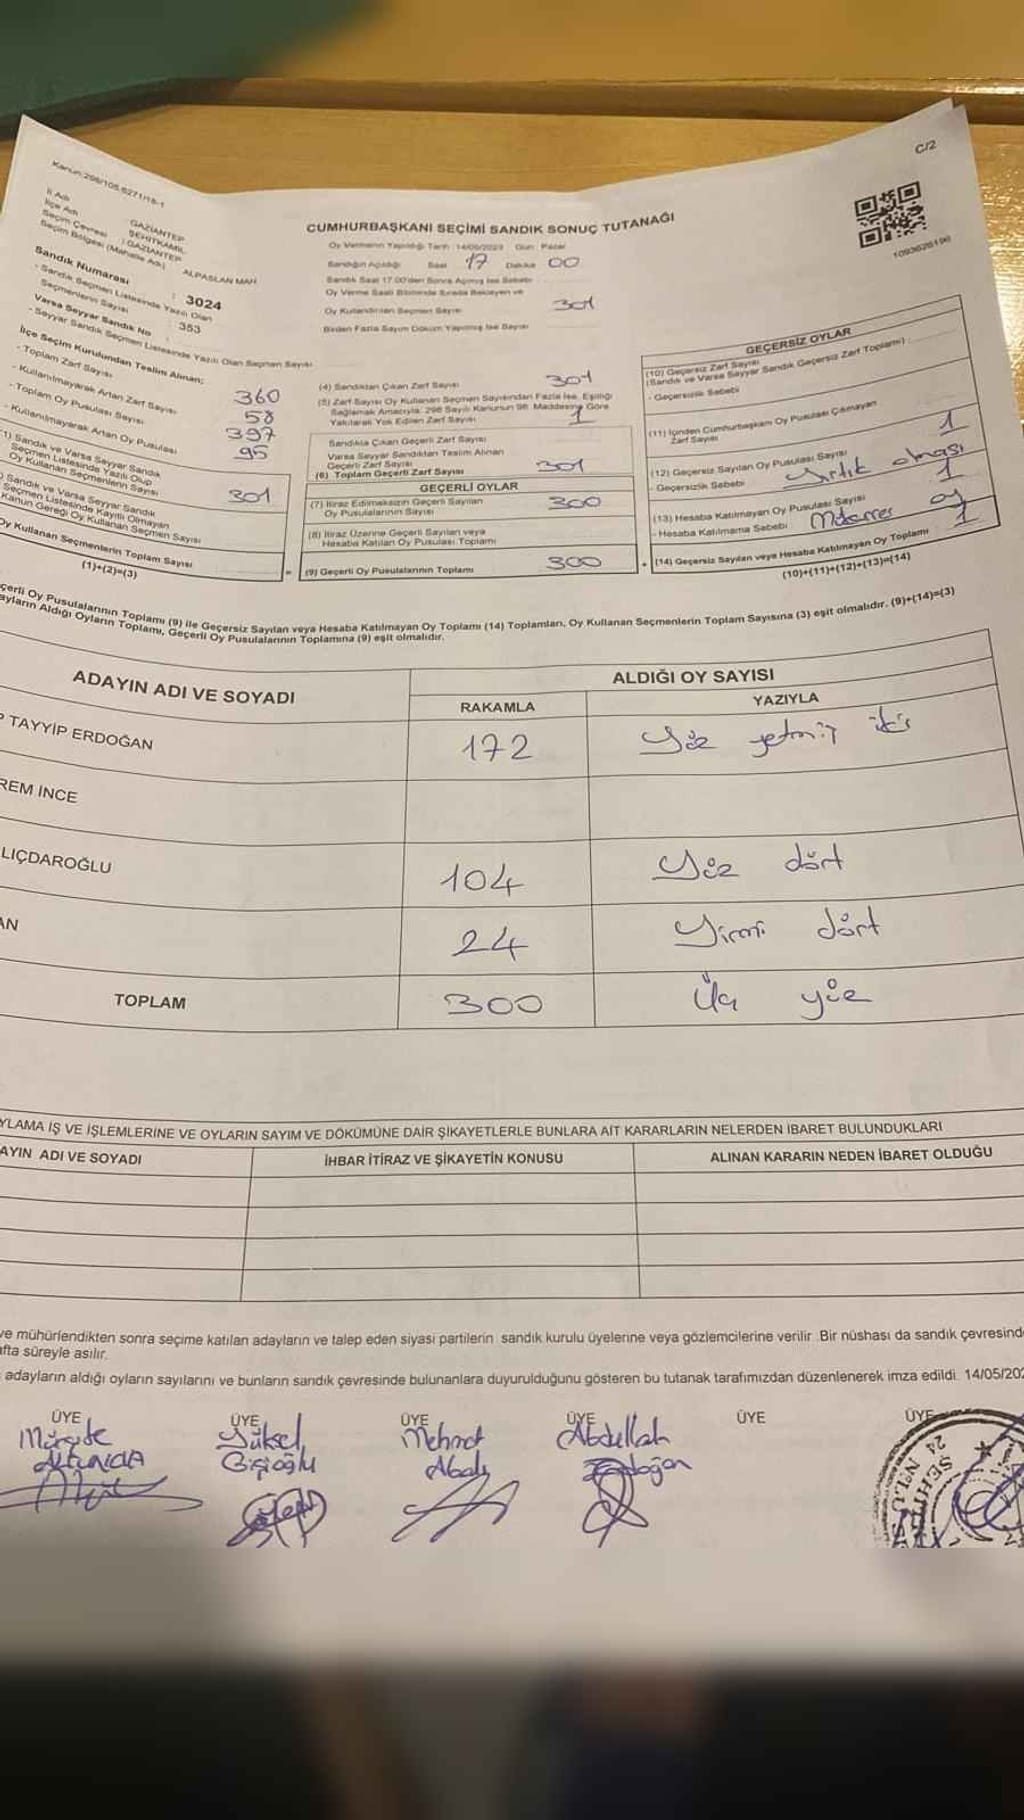 Kanun:298/105,6271/18-1
C/2
İl Adı
İlçe Adı : GAZİANTEP
Seçim Çevresi : ŞEHİTKAMİL
Seçim Bölgesi (Mahalle Adı) : GAZİANTEP
ALPASLAN MAH
Sandık Numarası : 3024
- Sandık Seçmen Listesinde Yazılı Olan
Seçmenlerin Sayısı : 353
Varsa Seyyar Sandık No
- Seyyar Sandık Seçmen Listesinde Yazılı Olan Seçmen Sayısı
İlçe Seçim Kurulundan Teslim Alınan;
- Toplam Zarf Sayısı 360
- Kullanılmayarak Artan Zarf Sayısı 58
- Toplam Oy Pusulası Sayısı 397
- Kullanılmayarak Artan Oy Pusulası 95
1) Sandık ve Varsa Seyyar Sandık
Seçmen Listesinde Yazılı Olup
Oy Kullanan Seçmenlerin Sayısı 301
) Sandık ve Varsa Seyyar Sandık
Seçmen Listesinde Kayıtlı Olmayan
Kanun Gereği Oy Kullanan Seçmen Sayısı
Oy Kullanan Seçmenlerin Toplam Sayısı
(1)+(2)=(3)
CUMHURBAŞKANI SEÇİMİ SANDIK SONUÇ TUTANAĞI
Oy Vermenin Yapıldığı Tarih :14/05/2023 Gün: Pazar
Sandığın Açıldığı Saat 17 Dakika 00
Sandık Saat 17.00'den Sonra Açılmış İse Sebebi
Oy Verme Saati Bitiminde Sırada Bekleyen ve
Oy Kullandırılan Seçmen Sayısı 301
Birden Fazla Sayım Döküm Yapılmış İse Sayısı
(4) Sandıktan Çıkan Zarf Sayısı 301
(5) Zarf Sayısı Oy Kullanan Seçmen Sayısından Fazla İse, Eşitliği
Sağlamak Amacıyla; 298 Sayılı Kanunun 98. Maddesine Göre
Yakılarak Yok Edilen Zarf Sayısı 1
Sandıkta Çıkan Geçerli Zarf Sayısı
Varsa Seyyar Sandıktan Teslim Alınan
Geçerli Zarf Sayısı
(6) Toplam Geçerli Zarf Sayısı 301
GEÇERLİ OYLAR
(7) İtiraz Edilmeksizin Geçerli Sayılan
Oy Pusulalarının Sayısı 300
(8) İtiraz Üzerine Geçerli Sayılan veya
Hesaba Katılan Oy Pusulası Toplamı
(9) Geçerli Oy Pusulalarının Toplamı 300
1093626196
GEÇERSİZ OYLAR
(10) Geçersiz Zarf Sayısı
(Sandık ve Varsa Seyyar Sandık Geçersiz Zarf Toplamı) :
- Geçersizlik Sebebi
(11) İçinden Cumhurbaşkanı Oy Pusulası Çıkmayan
Zarf Sayısı
(12) Geçersiz Sayılan Oy Pusulası Sayısı 1
- Geçersizlik Sebebi Yırtık olması
(13) Hesaba Katılmayan Oy Pusulası Sayısı 1
- Hesaba Katılmama Sebebi oy
(14) Geçersiz Sayılan veya Hesaba Katılmayan Oy Toplamı 1
(10)+(11)+(12)+(13)=(14)
çerli Oy Pusulalarının Toplamı (9) ile Geçersiz Sayılan veya Hesaba Katılmayan Oy Toplamı (14) Toplamları, Oy Kullanan Seçmenlerin Toplam Sayısına (3) eşit olmalıdır. (9)+(14)=(3)
ayların Aldığı Oyların Toplamı, Geçerli Oy Pusulalarının Toplamına (9) eşit olmalıdır.
ADAYIN ADI VE SOYADI
ALDIĞI OY SAYISI
RAKAMLA
YAZIYLA
P TAYYİP ERDOĞAN 172 Yüz yetmiş iki
REM İNCE
LIÇDAROĞLU 104 Yüz dört
AN 24 Yirmi dört
TOPLAM 300 Üç yüz
YLAMA İŞ VE İŞLEMLERİNE VE OYLARIN SAYIM VE DÖKÜMÜNE DAİR ŞİKAYETLERLE BUNLARA AİT KARARLARIN NELERDEN İBARET BULUNDUKLARI
AYIN ADI VE SOYADI
İHBAR İTİRAZ VE ŞİKAYETİN KONUSU
ALINAN KARARIN NEDEN İBARET OLDUĞU
ve mühürlendikten sonra seçime katılan adayların ve talep eden siyasi partilerin sandık kurulu üyelerine veya gözlemcilerine verilir .Bir nüshası da sandık çevresind
afta süreyle asılır.
adayların aldığı oyların sayılarını ve bunların sandık çevresinde bulunanlara duyurulduğunu gösteren bu tutanak tarafımızdan düzenlenerek imza edildi. 14/05/202
ÜYE ÜYE ÜYE ÜYE ÜYE ÜYE
Yüksel Mehmet Abdullah